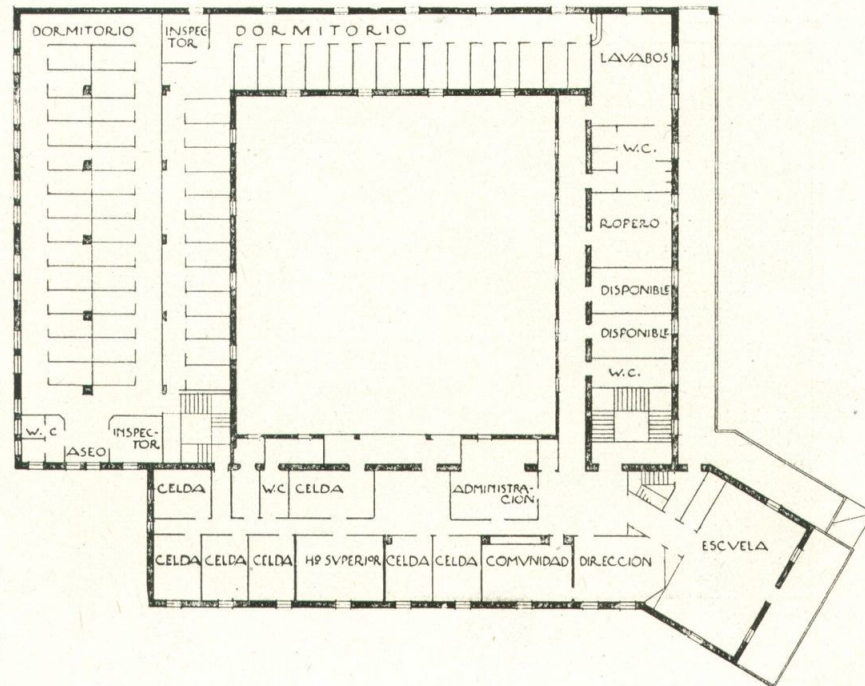 DORMITORIO
INSPEC
TOR
DORMITORIO
LAVABOS
W.C.
ROPERO
DISPONIBLE
DISPONIBLE
W.C.
W. C
ASEO
INSPEC-
TOR
CELDA
W.C
CELDA
ADMINISTRA-
CION
CELDA
CELDA
CELDA
Hº SUPERIOR
CELDA
CELDA
COMUNIDAD
DIRECCION
ESCUELA